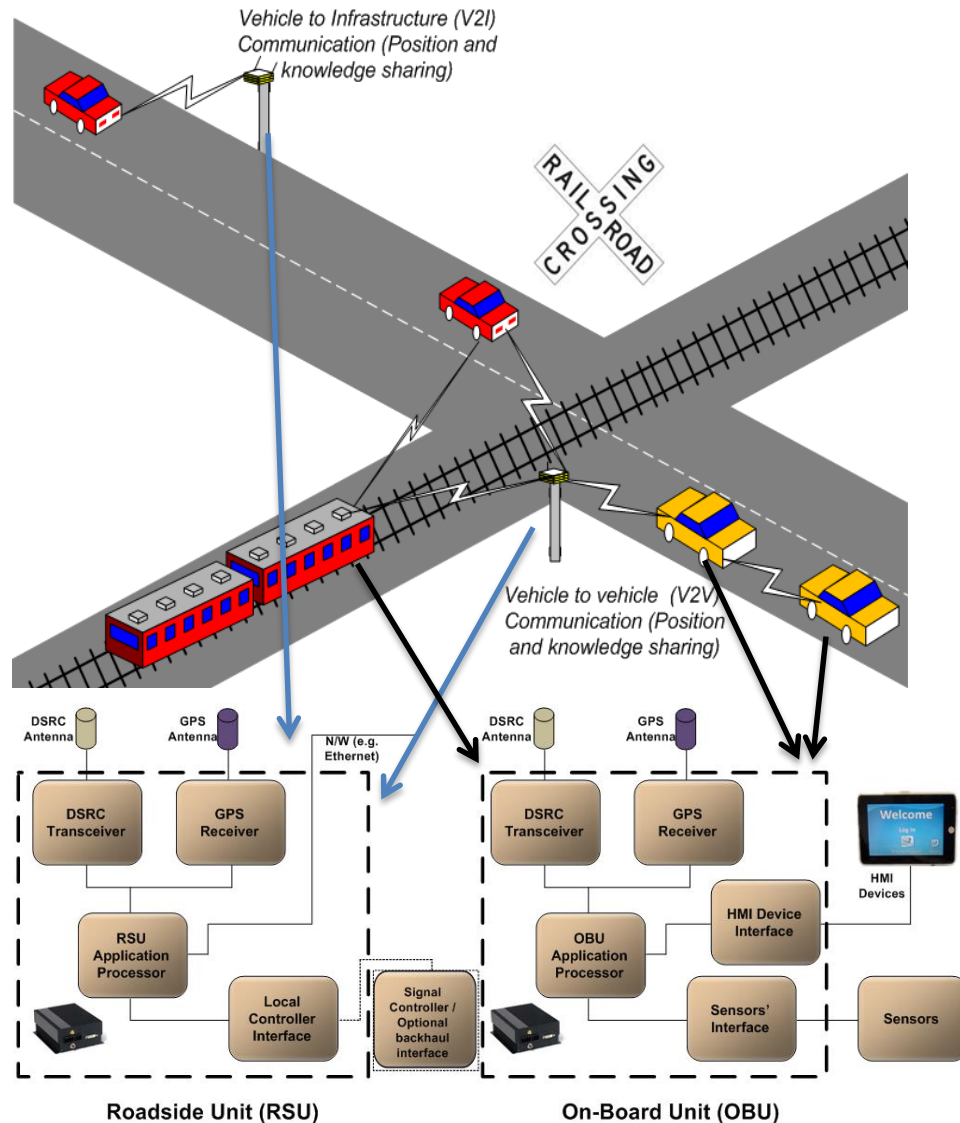 Vehicle to Infrastructure (V2I)
Communication (Position and
knowledge sharing)
RAIL ROAD
CROSSING
Vehicle to vehicle (V2V)
Communication (Position
and knowledge sharing)
DSRC
Antenna
GPS
Antenna
N/W (e.g.
Ethernet)
DSRC
Transceiver
GPS
Receiver
RSU
Application
Processor
Local
Controller
Interface
Signal
Controller /
Optional
backhaul
interface
Roadside Unit (RSU)
DSRC
Antenna
GPS
Antenna
DSRC
Transceiver
GPS
Receiver
OBU
Application
Processor
HMI Device
Interface
Sensors'
Interface
Welcome
Log in
HMI
Devices
Sensors
On-Board Unit (OBU)